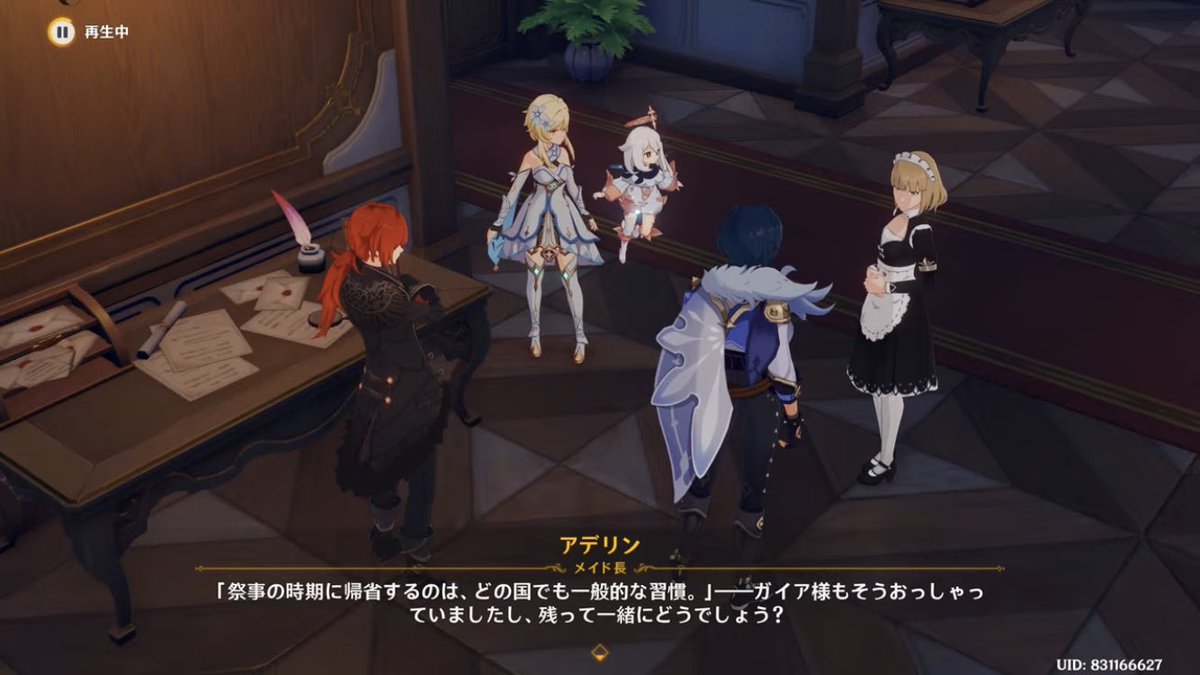 再生中
アデリン
メイド長
「祭事の時期に帰省するのは、どの国でも一般的な習慣。」——ガイア様もそうおっしゃっ
ていましたし、残って一緒にどうでしょう?
UID: 831166627